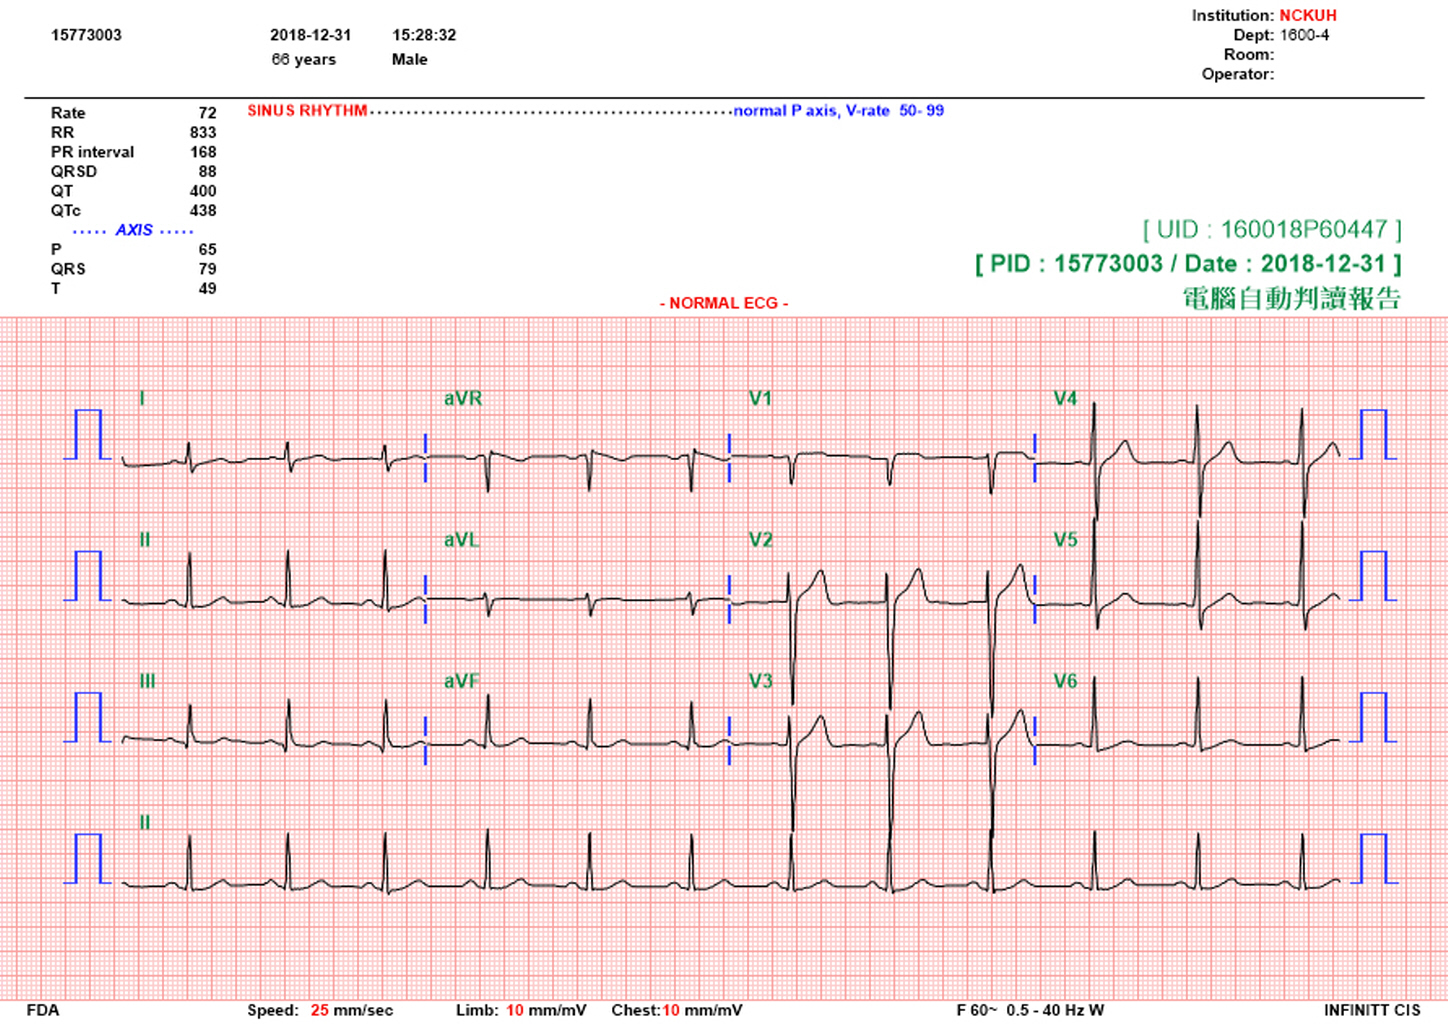 Institution: NCKUH
15773003 2018-12-31 15:28:32 Dept: 1600-4
66 years Male Room:
Operator:
Rate 72 SINUS RHYTHM normal P axis, V-rate 50- 99
RR 833
PR interval 168
QRSD 88
QT 400
QTc 438
····· AXIS ·····
P 65
QRS 79
T 49
[ UID : 160018P60447 ]
[ PID : 15773003 / Date : 2018-12-31 ]
電腦自動判讀報告
- NORMAL ECG -
I aVR V1 V4
II aVL V2 V5
III aVF V3 V6
II
FDA Speed: 25 mm/sec Limb: 10 mm/mV Chest:10 mm/mV F 60~ 0.5 - 40 Hz W INFINITT CIS